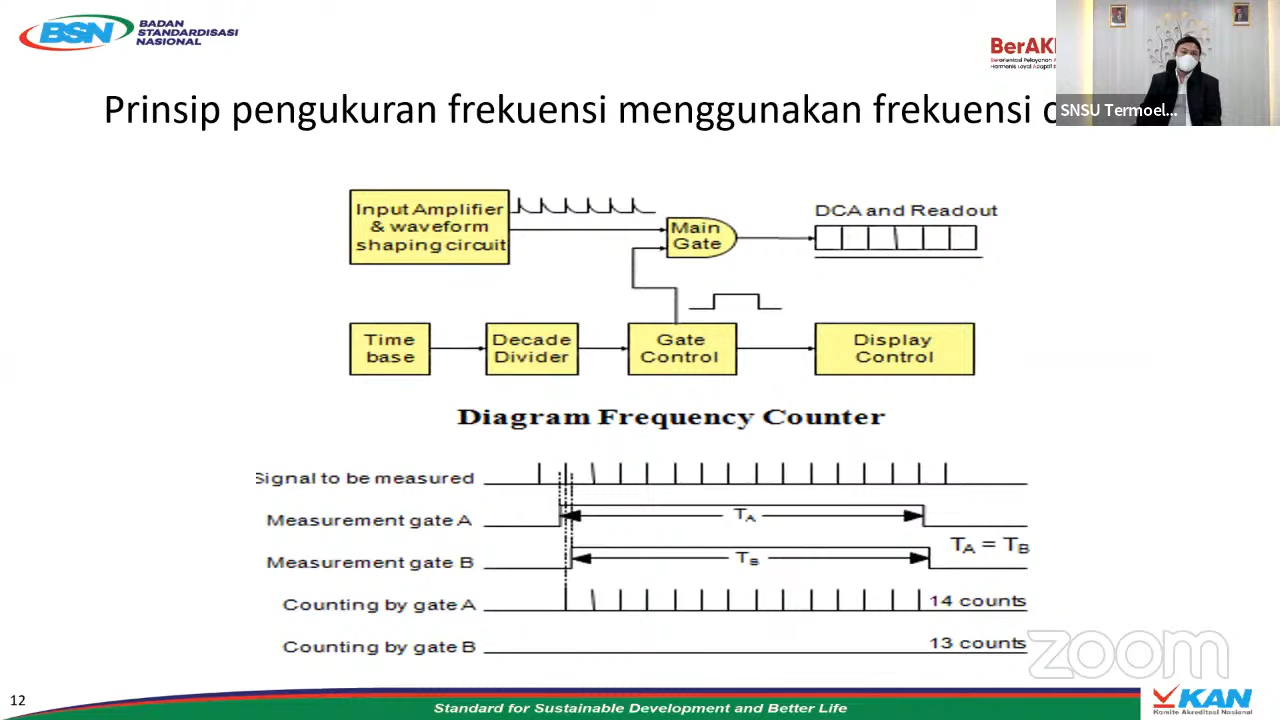 BSN BADAN
STANDARDISASI
NASIONAL
BerAK
SNSU Termoel...
Prinsip pengukuran frekuensi menggunakan frekuensi
Input Amplifier
& waveform
shaping circuit
Main
Gate
DCA and Readout
Time
base
Decade
Divider
Gate
Control
Display
Control
Diagram Frequency Counter
Signal to be measured
Measurement gate A
TA
Measurement gate B
TB
TA = TB
Counting by gate A
14 counts
Counting by gate B
13 counts
zoom
12
Standard for Sustainable Development and Better Life
KAN
Komite Akreditasi Nasional